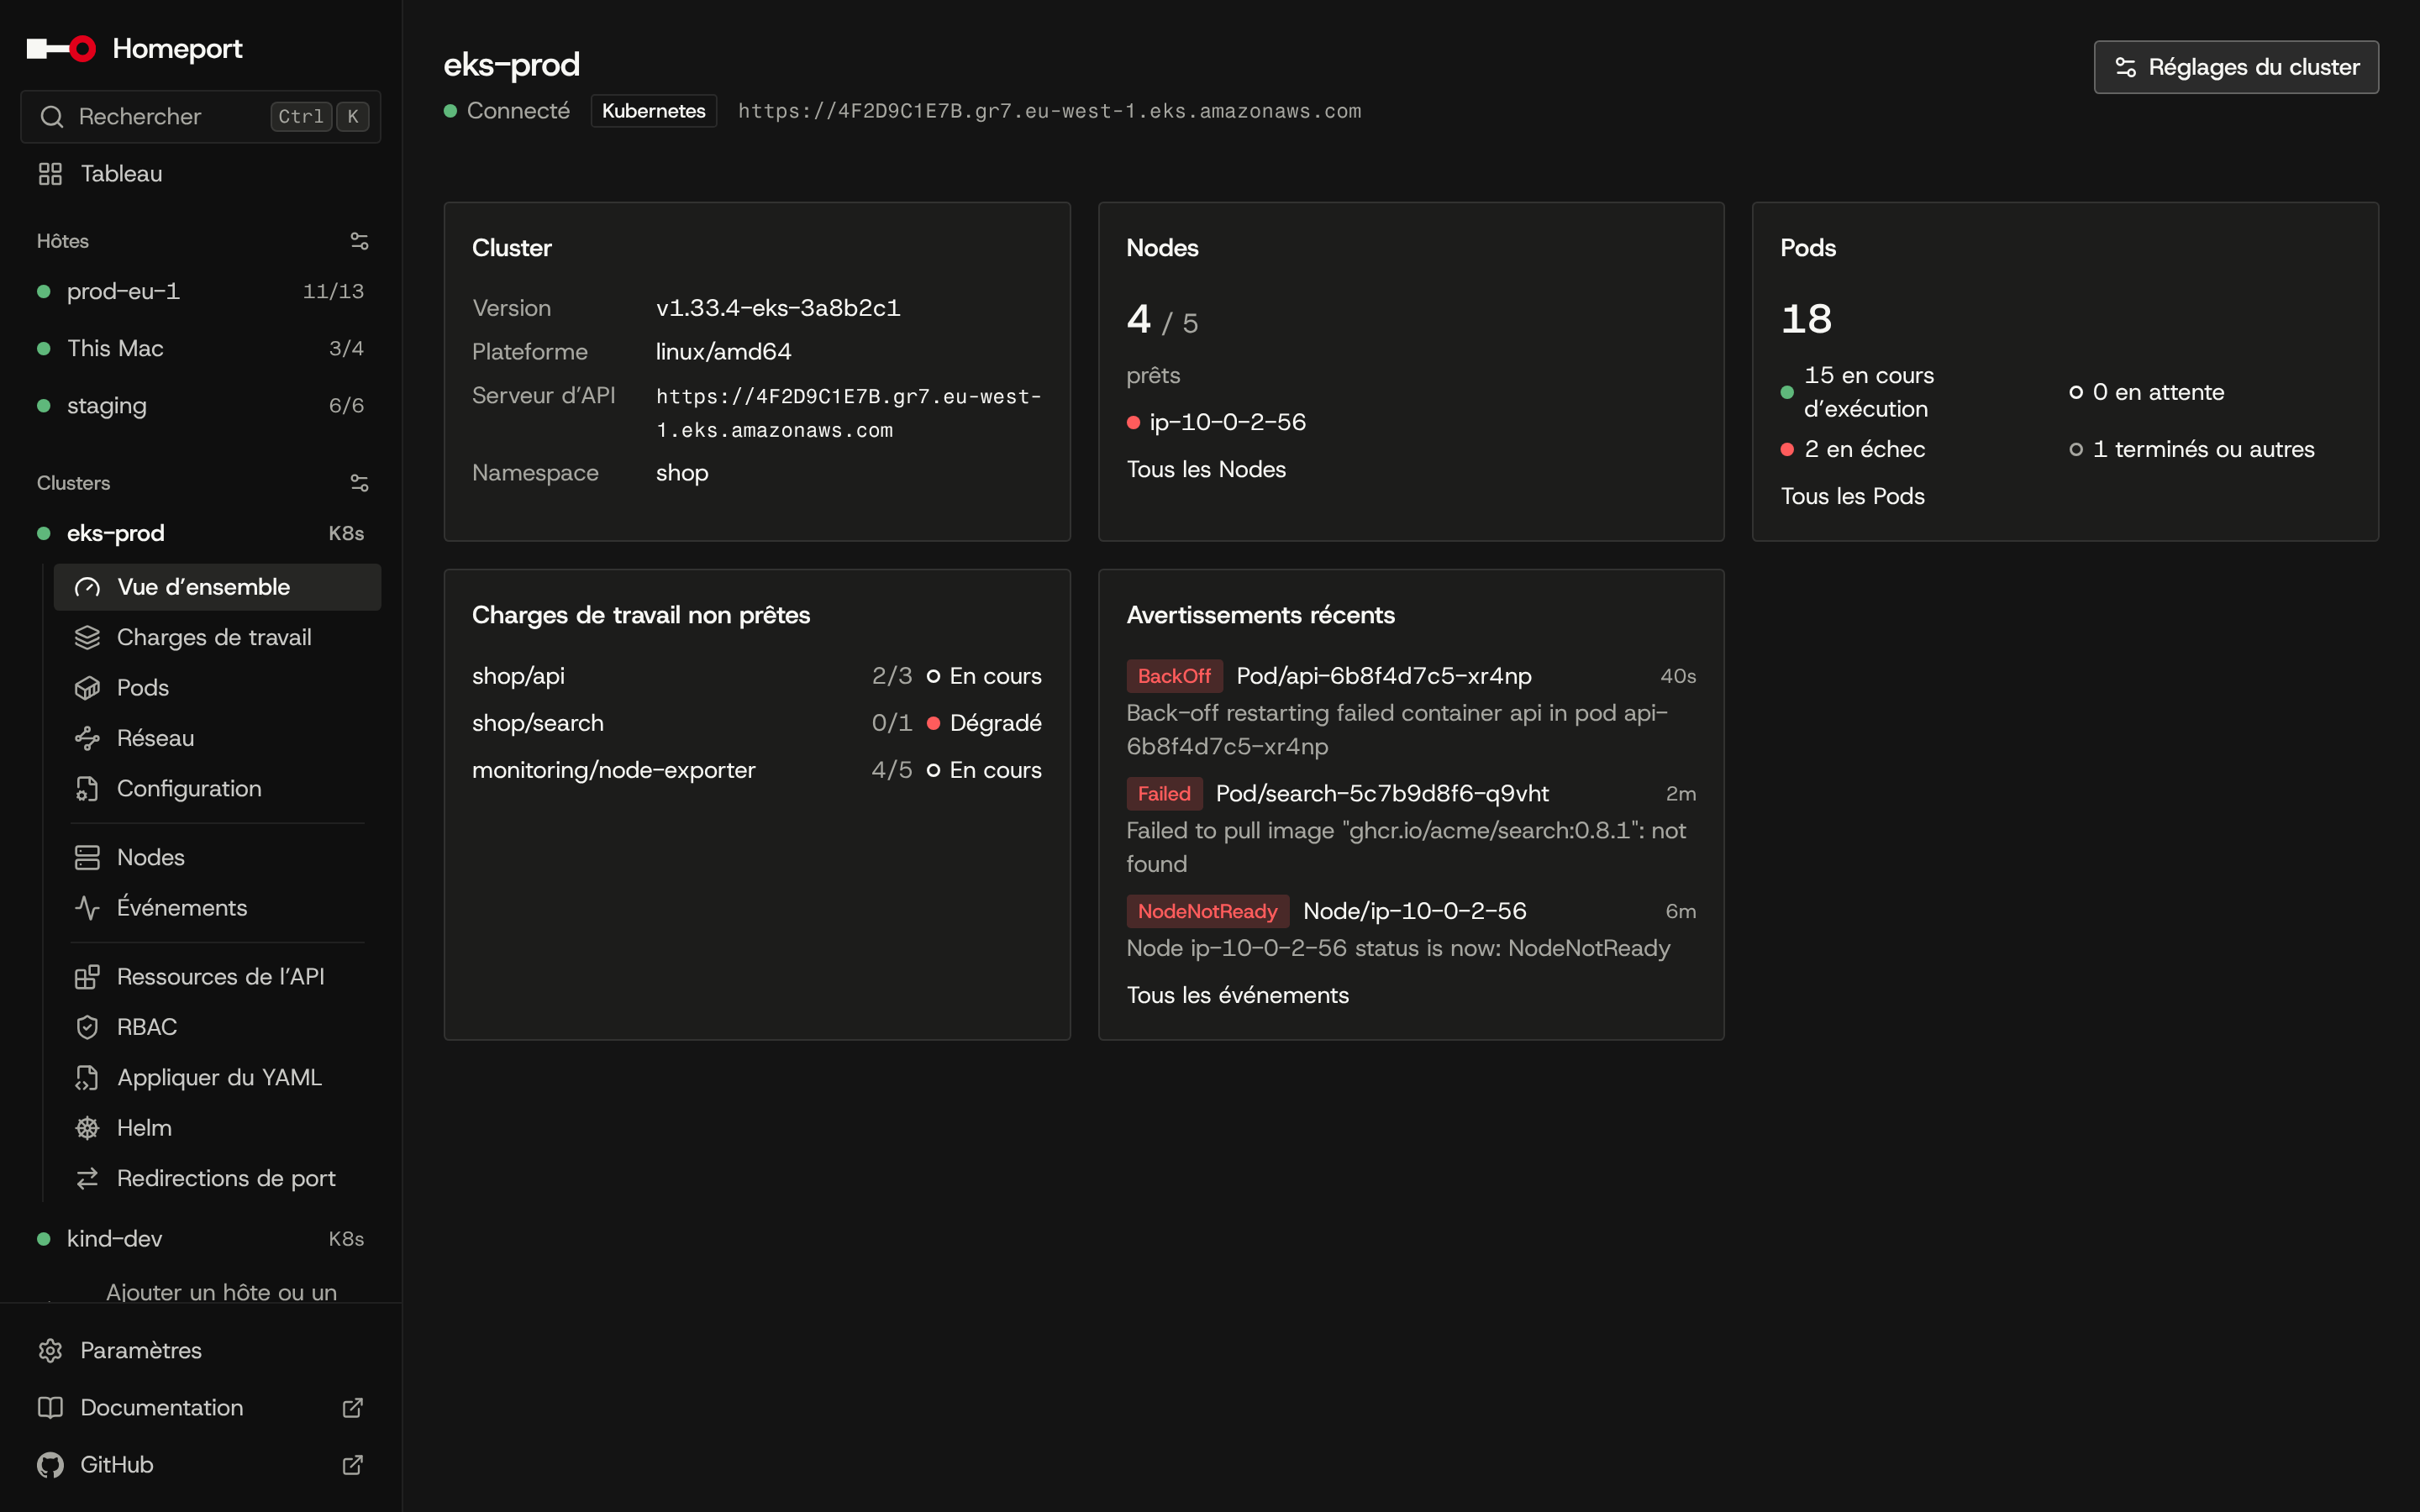 Homeport
Rechercher Ctrl K
Tableau
Hôtes
prod-eu-1 11/13
This Mac 3/4
staging 6/6
Clusters
eks-prod K8s
Vue d’ensemble
Charges de travail
Pods
Réseau
Configuration
Nodes
Événements
Ressources de l’API
RBAC
Appliquer du YAML
Helm
Redirections de port
kind-dev K8s
Ajouter un hôte ou un
Paramètres
Documentation
GitHub
eks-prod
Connecté Kubernetes https://4F2D9C1E7B.gr7.eu-west-1.eks.amazonaws.com
Réglages du cluster
Cluster
Version v1.33.4-eks-3a8b2c1
Plateforme linux/amd64
Serveur d’API https://4F2D9C1E7B.gr7.eu-west-
1.eks.amazonaws.com
Namespace shop
Nodes
4 / 5
prêts
ip-10-0-2-56
Tous les Nodes
Pods
18
15 en cours
d’exécution
0 en attente
2 en échec
1 terminés ou autres
Tous les Pods
Charges de travail non prêtes
shop/api 2/3 En cours
shop/search 0/1 Dégradé
monitoring/node-exporter 4/5 En cours
Avertissements récents
BackOff Pod/api-6b8f4d7c5-xr4np 40s
Back-off restarting failed container api in pod api-
6b8f4d7c5-xr4np
Failed Pod/search-5c7b9d8f6-q9vht 2m
Failed to pull image "ghcr.io/acme/search:0.8.1": not
found
NodeNotReady Node/ip-10-0-2-56 6m
Node ip-10-0-2-56 status is now: NodeNotReady
Tous les événements